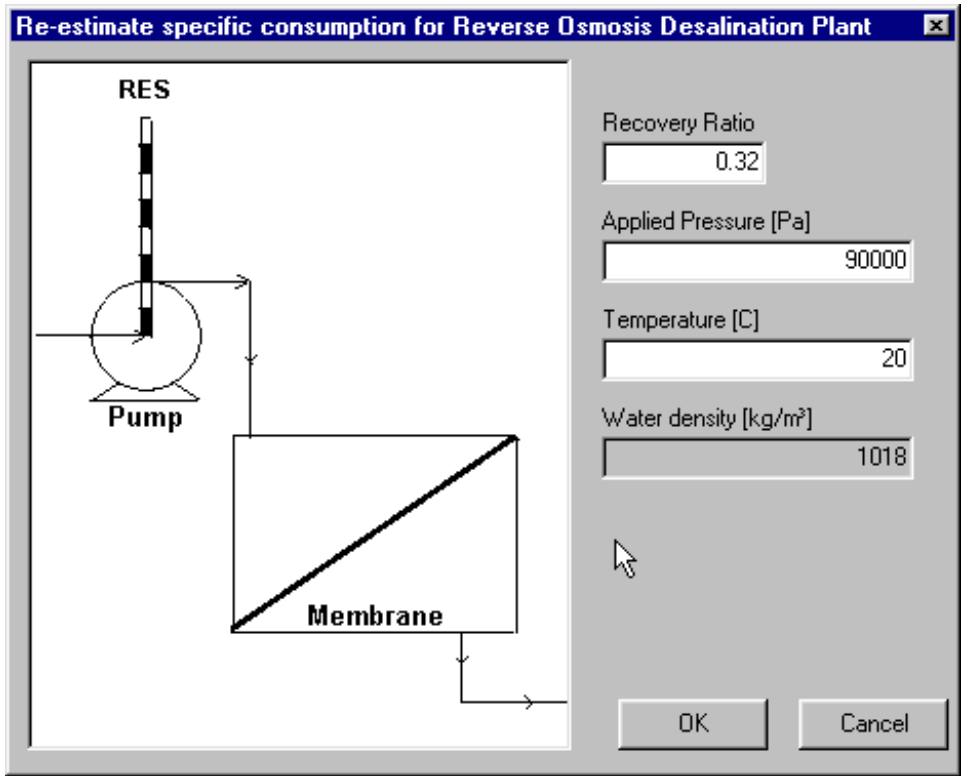 Re-estimate specific consumption for Reverse Osmosis Desalination Plant
RES
Pump
Membrane
Recovery Ratio
0.32
Applied Pressure [Pa]
90000
Temperature [C]
20
Water density [kg/m³]
1018
OK
Cancel